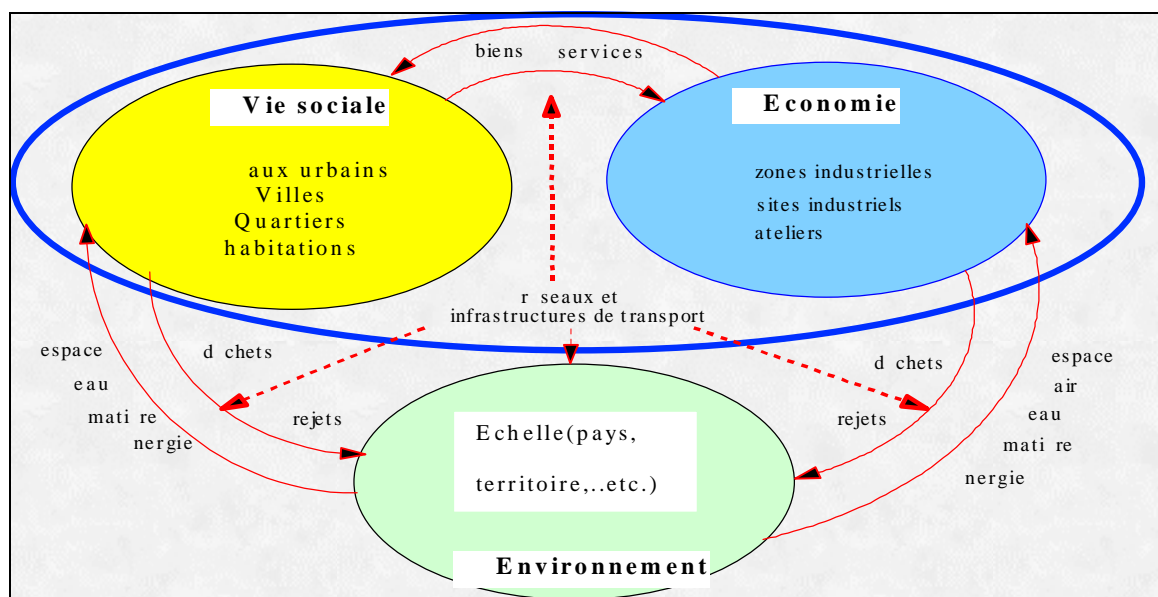 biens services
Vie sociale
aux urbains
Villes
Quartiers
habitations
Economie
zones industrielles
sites industriels
ateliers
r seaux et
infrastructures de transport
espace
eau
mati re
nergie
d chets
rejets
d chets
rejets
espace
air
eau
mati re
nergie
Echelle(pays,
territoire,..etc.)
Environnement